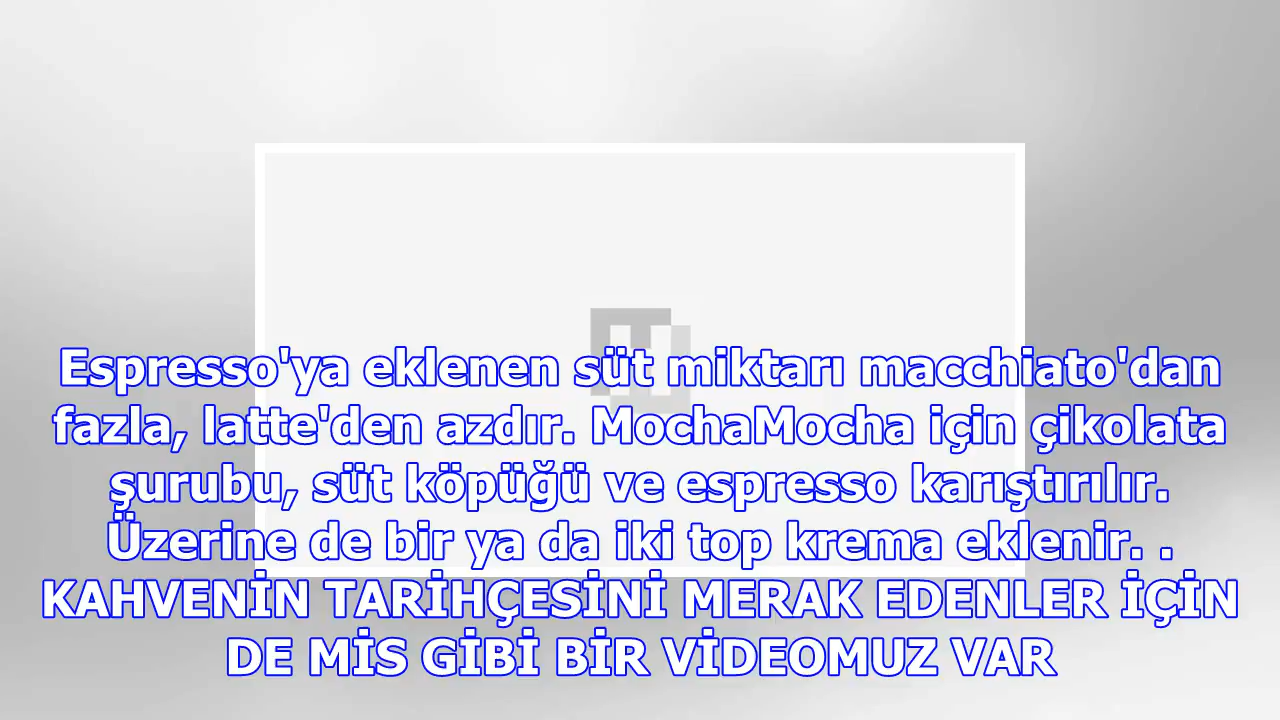 Espresso'ya eklenen süt miktarı macchiato'dan
fazla, latte'den azdır. MochaMocha için çikolata
şurubu, süt köpüğü ve espresso karıştırılır.
Üzerine de bir ya da iki top krema eklenir. .
KAHVENİN TARİHÇESİNİ MERAK EDENLER İÇİN
DE MİS GİBİ BİR VİDEOMUZ VAR